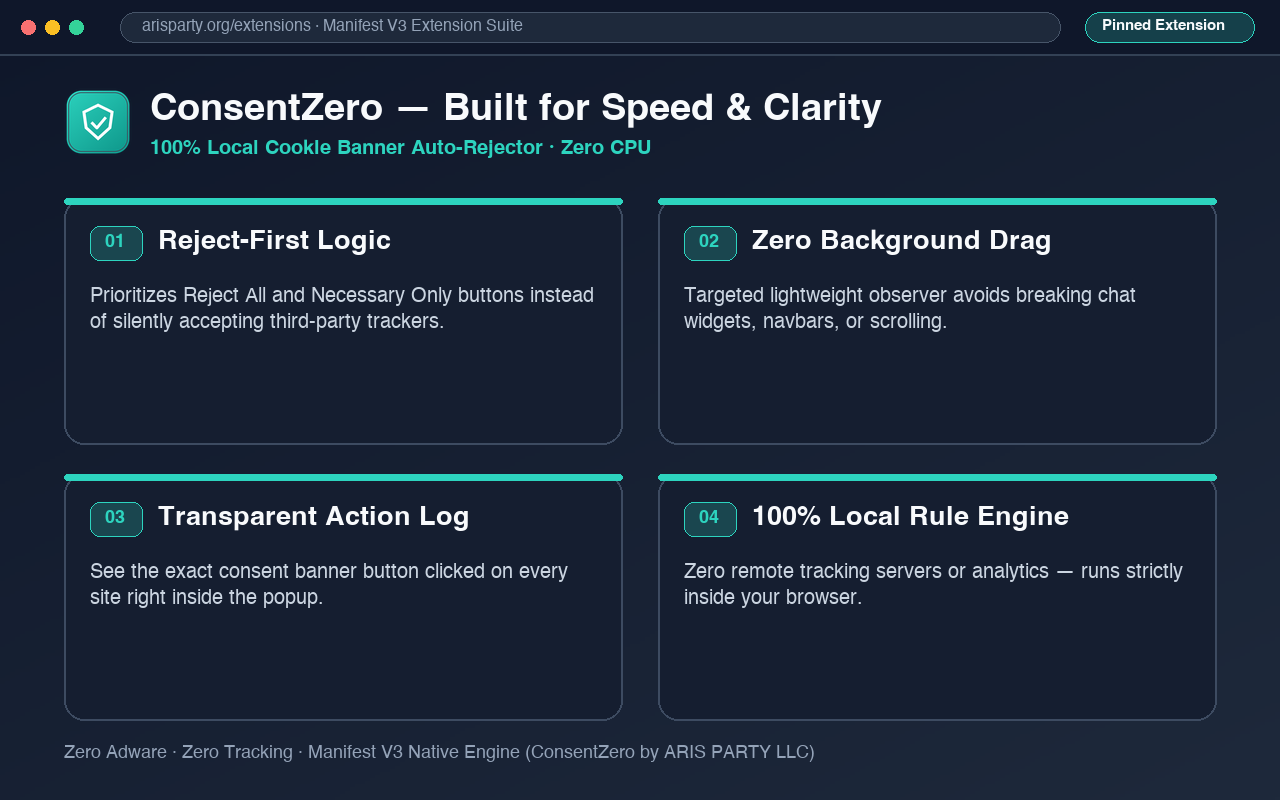 arisparty.org/extensions · Manifest V3 Extension Suite
Pinned Extension
ConsentZero — Built for Speed & Clarity
100% Local Cookie Banner Auto-Rejector · Zero CPU
01
Reject-First Logic
Prioritizes Reject All and Necessary Only buttons instead
of silently accepting third-party trackers.
02
Zero Background Drag
Targeted lightweight observer avoids breaking chat
widgets, navbars, or scrolling.
03
Transparent Action Log
See the exact consent banner button clicked on every
site right inside the popup.
04
100% Local Rule Engine
Zero remote tracking servers or analytics — runs strictly
inside your browser.
Zero Adware · Zero Tracking · Manifest V3 Native Engine (ConsentZero by ARIS PARTY LLC)